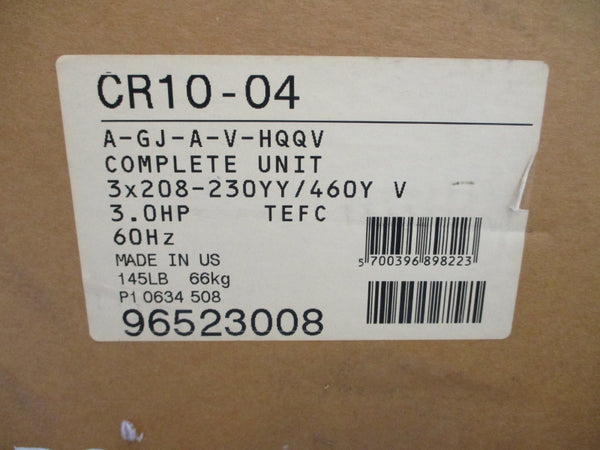 CR10-04
A-GJ-A-V-HQQV
COMPLETE UNIT
3x208-230YY/460Y V
3.0HP TEFC
60Hz
MADE IN US
145LB 66kg
P1 0634 508
5 700396 898223
96523008